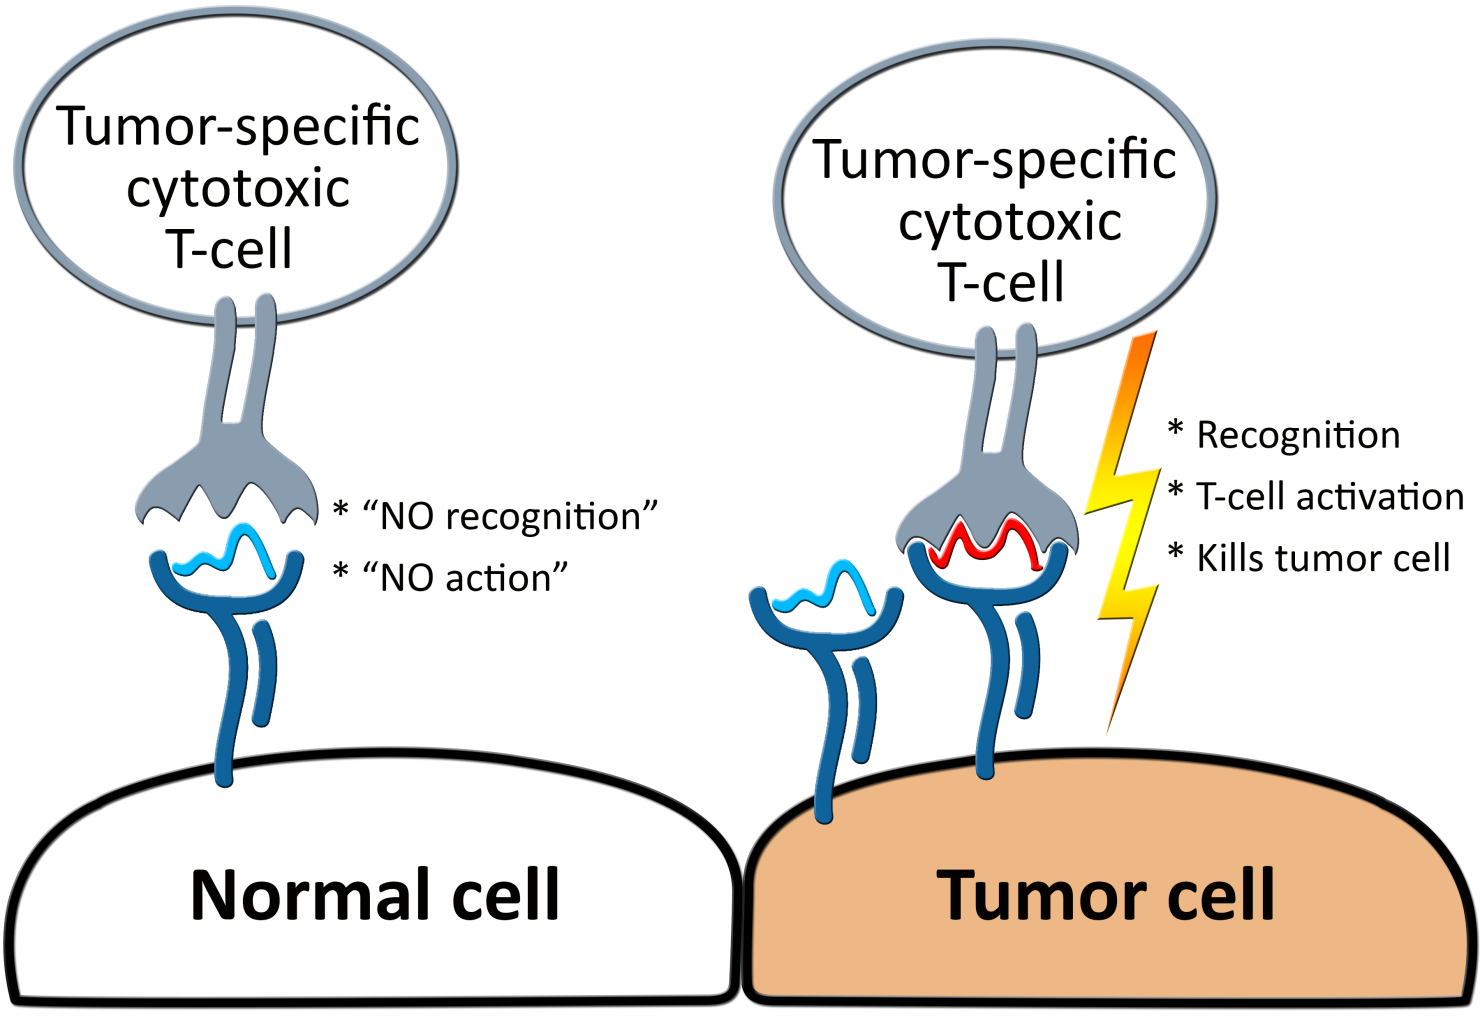 Tumor-specific
cytotoxic
T-cell
* “NO recognition”
* “NO action”
Normal cell
Tumor-specific
cytotoxic
T-cell
* Recognition
* T-cell activation
* Kills tumor cell
Tumor cell